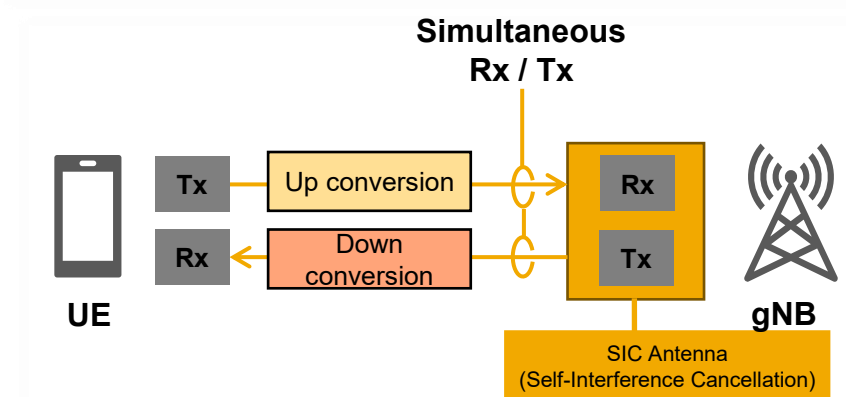 Simultaneous
Rx / Tx
Tx
Up conversion
Rx
Rx
Down
conversion
Tx
UE
gNB
SIC Antenna
(Self-Interference Cancellation)